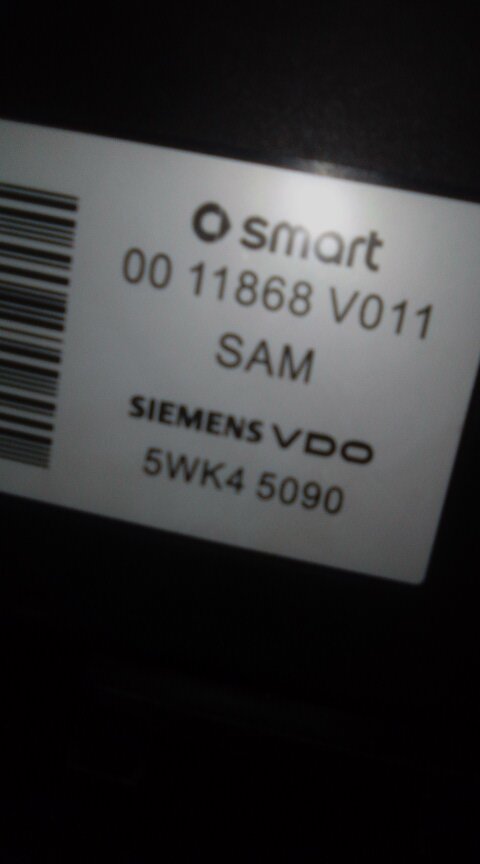 smart
00 11868 V011
SAM
SIEMENS VDO
5WK4 5090